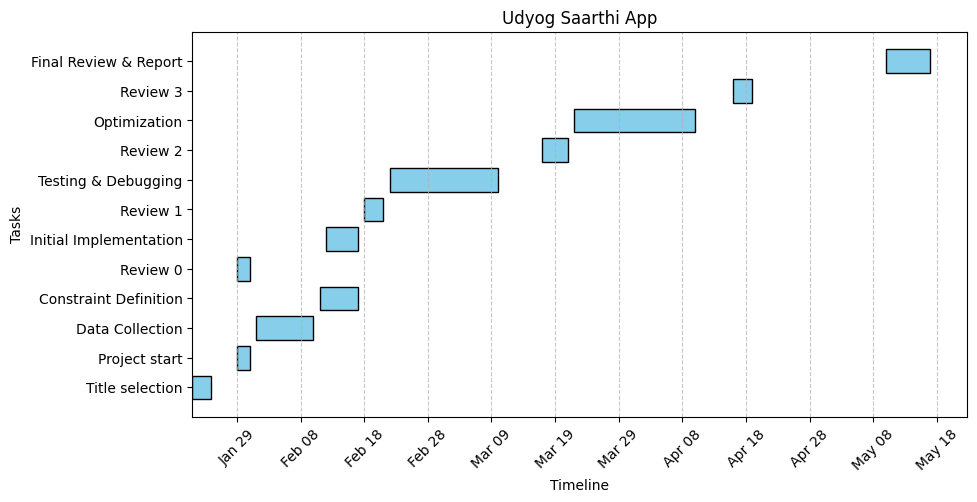 Udyog Saarthi App
Tasks
Final Review & Report
Review 3
Optimization
Review 2
Testing & Debugging
Review 1
Initial Implementation
Review 0
Constraint Definition
Data Collection
Project start
Title selection
Jan 29
Feb 08
Feb 18
Feb 28
Mar 09
Mar 19
Mar 29
Apr 08
Apr 18
Apr 28
May 08
May 18
Timeline